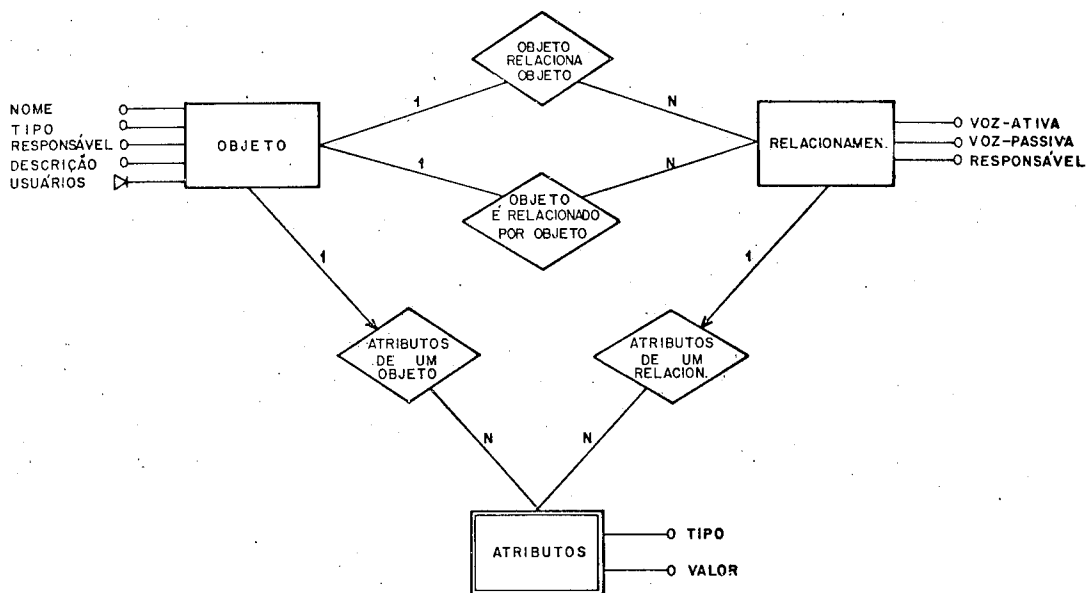 OBJETO
RELACIONA
OBJETO
1
N
NOME
TIPO
RESPONSÁVEL
DESCRIÇÃO
USUÁRIOS
OBJETO
RELACIONAMEN.
VOZ-ATIVA
VOZ-PASSIVA
RESPONSÁVEL
1
N
OBJETO
É RELACIONADO
POR OBJETO
1
1
ATRIBUTOS
DE UM
OBJETO
ATRIBUTOS
DE UM
RELACION.
N
N
ATRIBUTOS
TIPO
VALOR